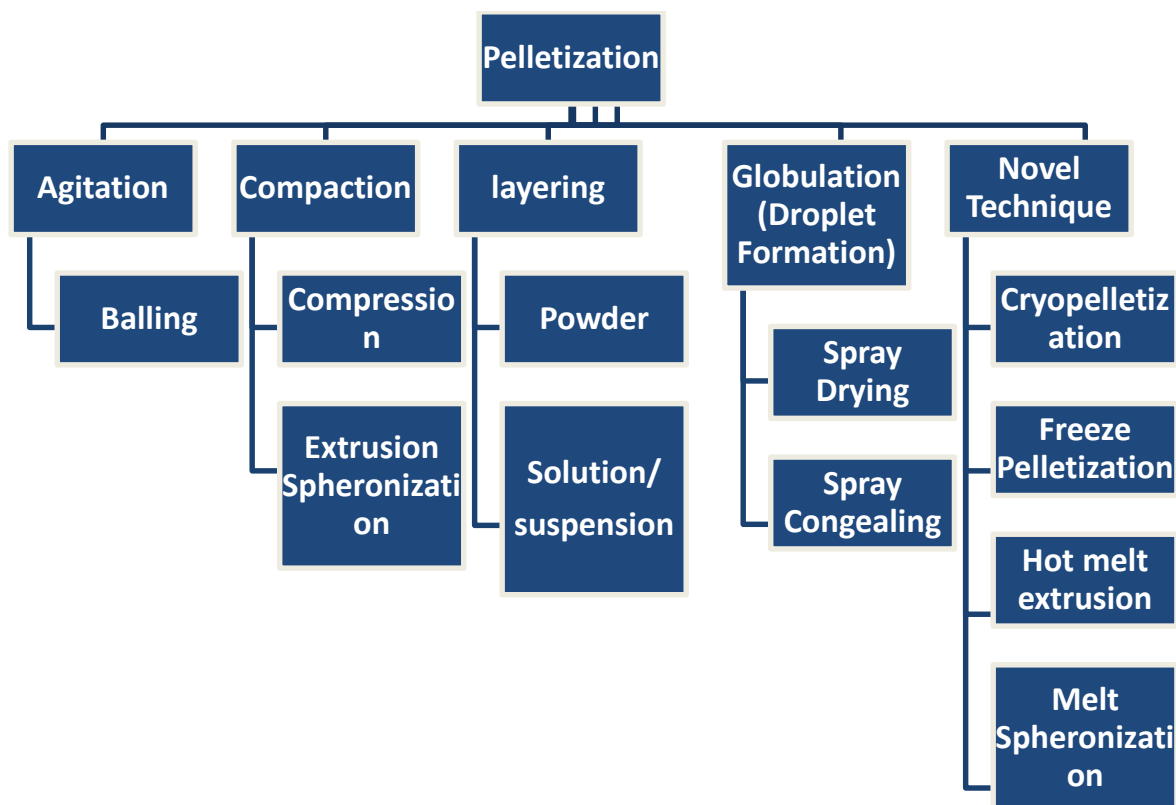 Pelletization
Agitation
Balling
Compaction
Compressio
n
Extrusion
Spheronizati
on
layering
Powder
Solution/
suspension
Globulation
(Droplet
Formation)
Spray
Drying
Spray
Congealing
Novel
Technique
Cryopelletiz
ation
Freeze
Pelletization
Hot melt
extrusion
Melt
Spheronizati
on